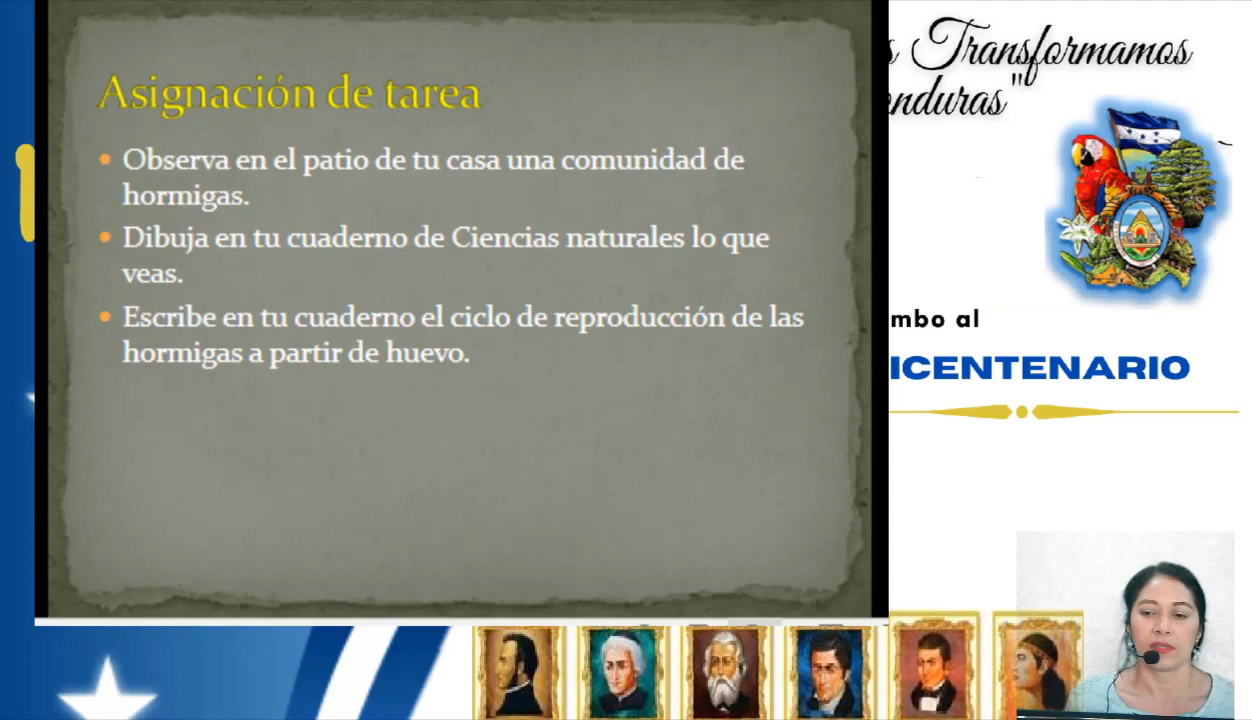 Asignación de tarea
Observa en el patio de tu casa una comunidad de
hormigas.
Dibuja en tu cuaderno de Ciencias naturales lo que
veas.
Escribe en tu cuaderno el ciclo de reproducción de las
hormigas a partir de huevo.
s Transformamos
onduras"
mbo al
ICENTENARIO